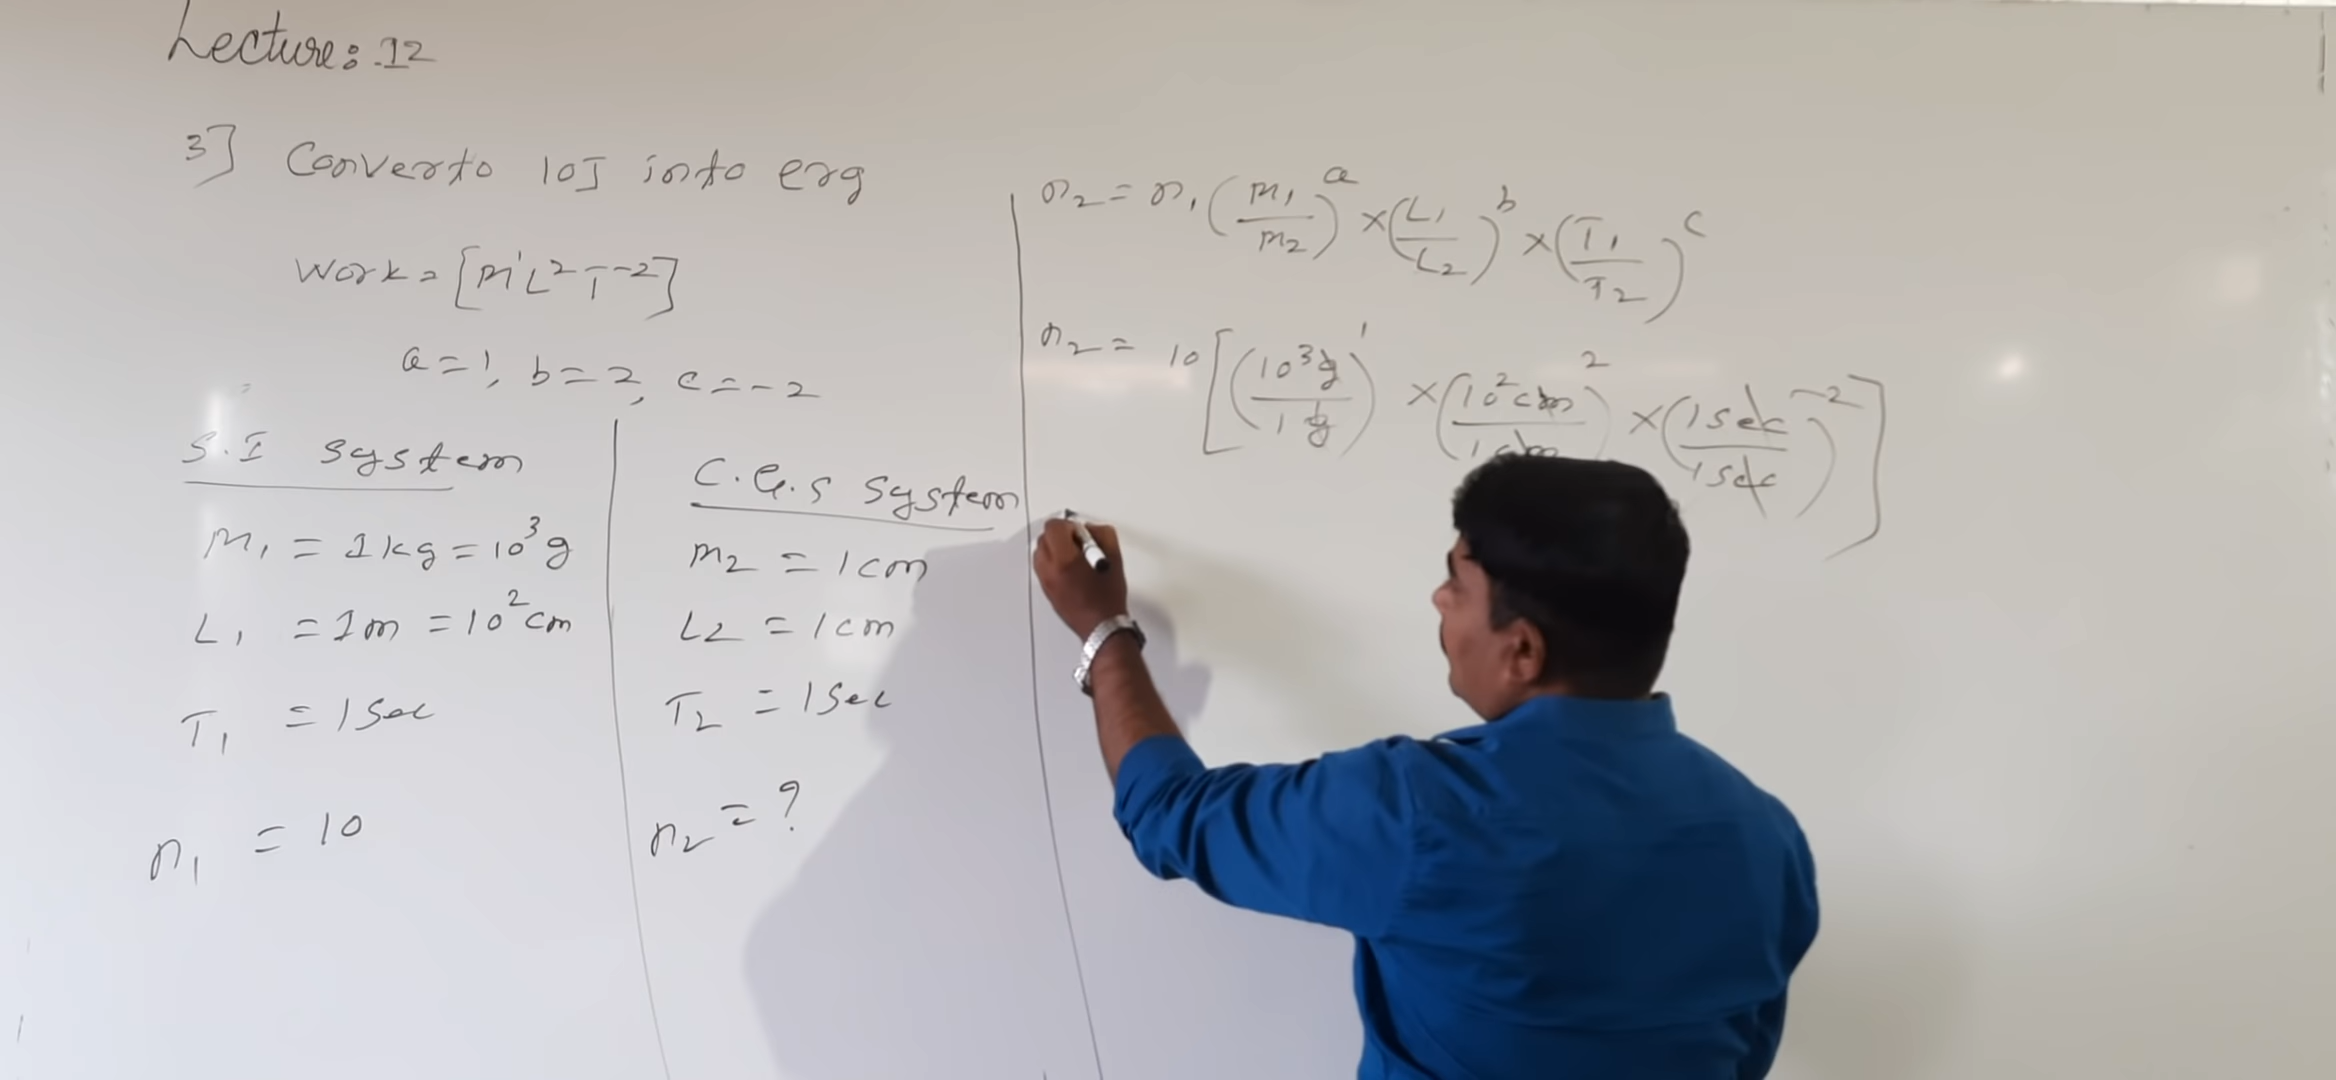 Lecture: 12
3] Converto 10J into erg
Work = [M¹L²T⁻²]
a=1, b=2, c=-2
S.I system
M₁ = 1kg = 10³g
L₁ = 1m = 10²cm
T₁ = 1Sec
n₁ = 10
C.G.S system
M₂ = 1cm
L₂ = 1cm
T₂ = 1Sec
n₂ = ?
n₂ = n₁ (M₁/M₂)ᵃ × (L₁/L₂)ᵇ × (T₁/T₂)ᶜ
n₂ = 10 [(10³g/1g)¹ × (10²cm/1cm)² × (1sec/1sec)⁻²]